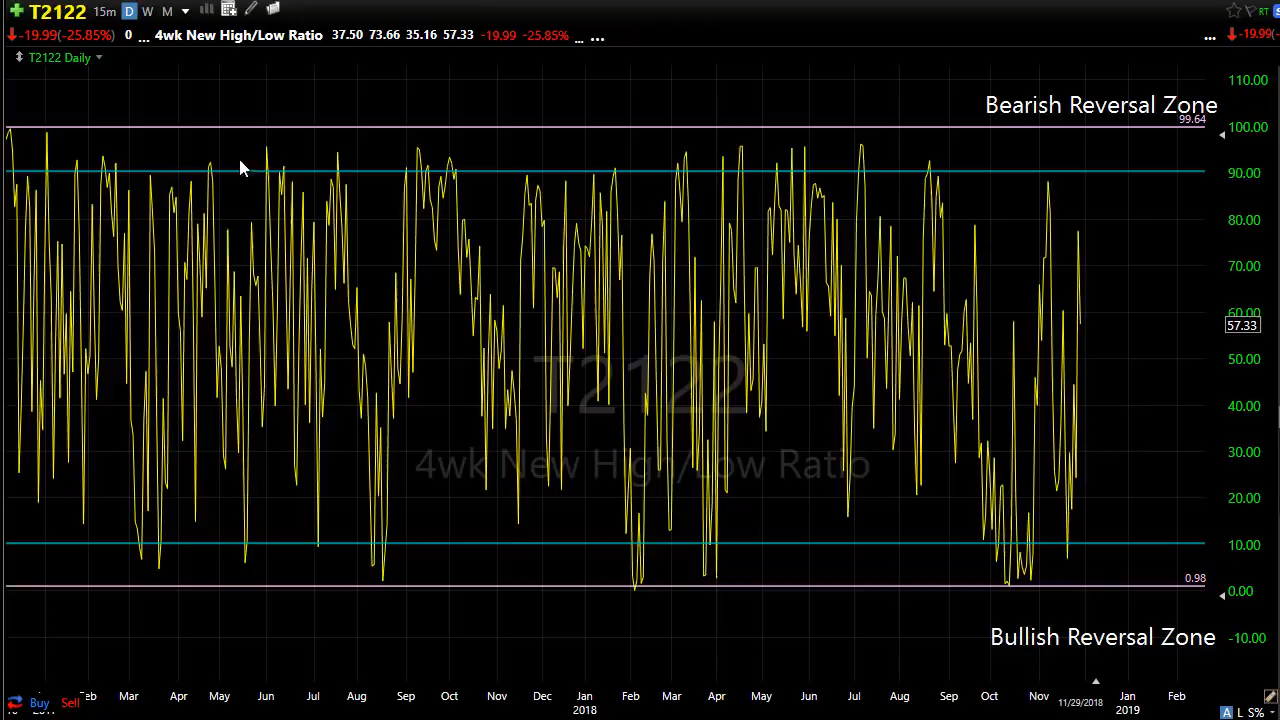 T2122 15m D W M RT
-19.99(-25.85%) 0 ... 4wk New High/Low Ratio 37.50 73.66 35.16 57.33 -19.99 -25.85% ... ... ... -19.99(-
T2122 Daily
110.00
Bearish Reversal Zone
99.64
100.00
90.00
80.00
70.00
60.00
57.33
50.00
T2122
40.00
4wk New High/Low Ratio
30.00
20.00
10.00
0.98
0.00
Bullish Reversal Zone
-10.00
Mar Apr May Jun Jul Aug Sep Oct Nov Dec Jan Feb Mar Apr May Jun Jul Aug Sep Oct Nov Jan Feb
Buy Sell 2018 11/29/2018 2019
A L S%